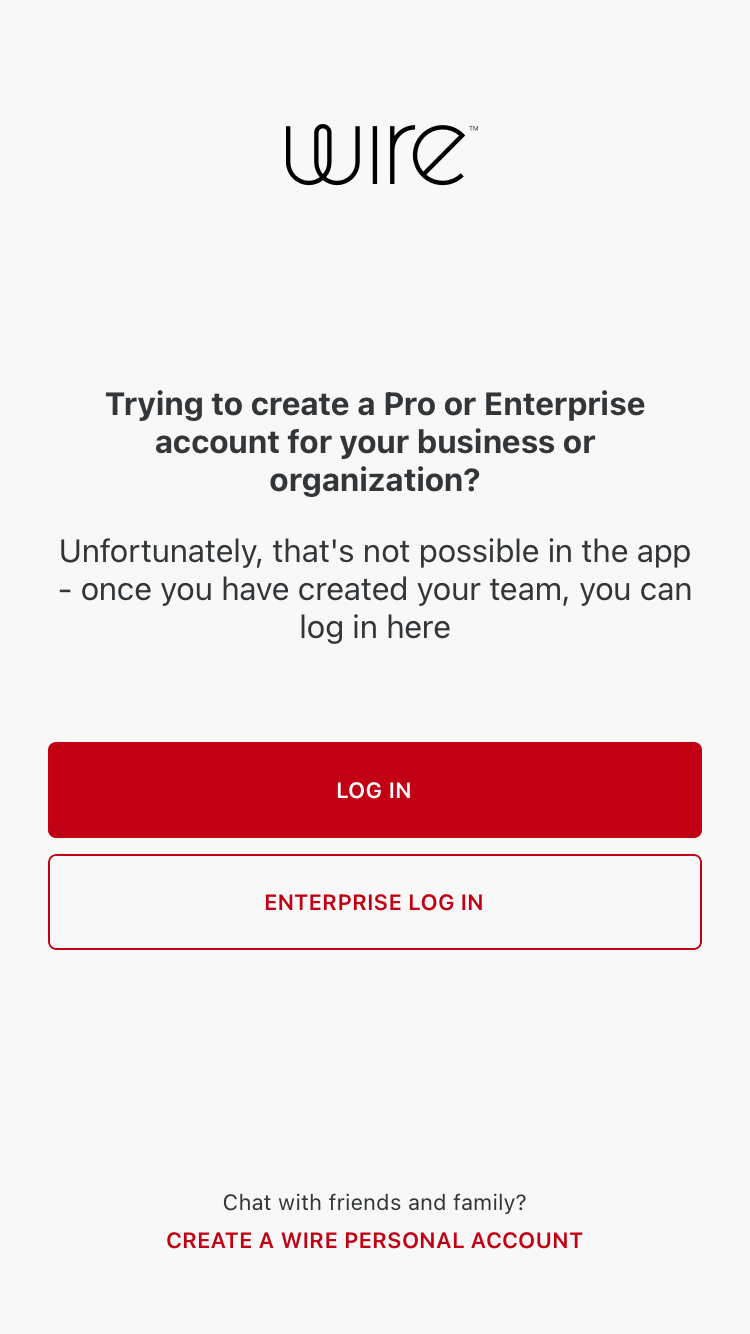 wire™
Trying to create a Pro or Enterprise
account for your business or
organization?
Unfortunately, that's not possible in the app
- once you have created your team, you can
log in here
LOG IN
ENTERPRISE LOG IN
Chat with friends and family?
CREATE A WIRE PERSONAL ACCOUNT